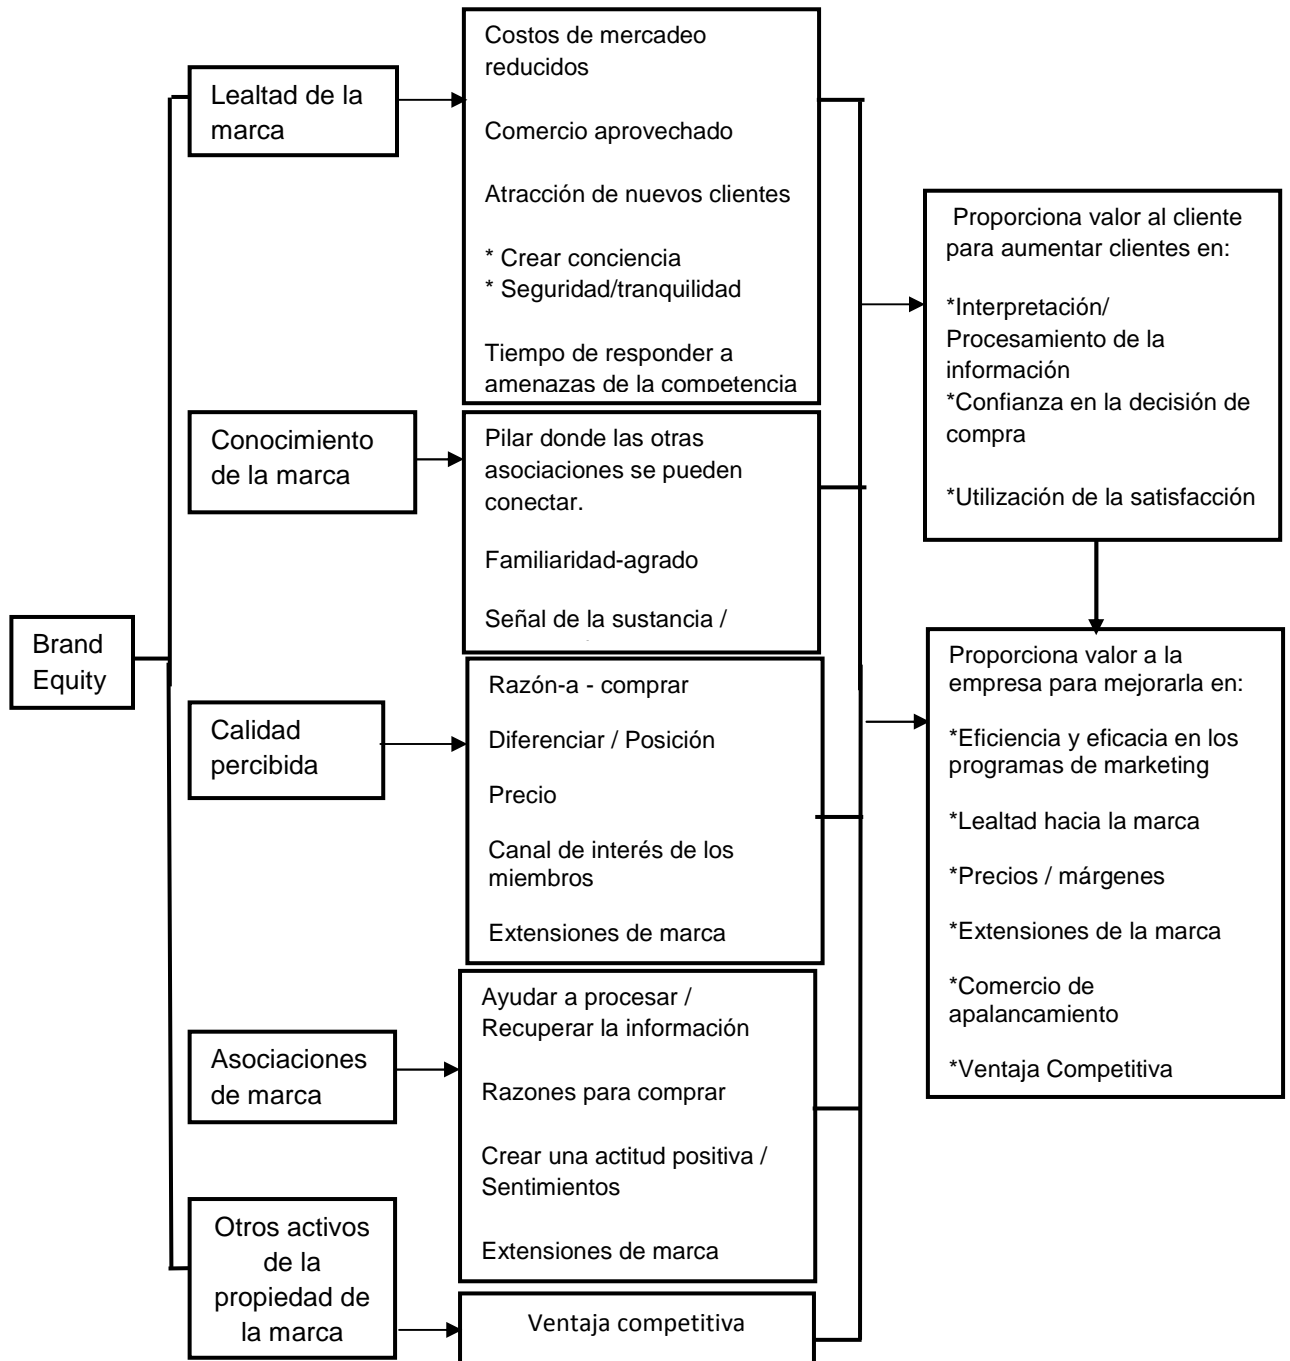 Brand
Equity
Lealtad de la
marca
Costos de mercadeo
reducidos
Comercio aprovechado
Atracción de nuevos clientes
* Crear conciencia
* Seguridad/tranquilidad
Tiempo de responder a
amenazas de la competencia
Conocimiento
de la marca
Pilar donde las otras
asociaciones se pueden
conectar.
Familiaridad-agrado
Señal de la sustancia /
Calidad
percibida
Razón-a - comprar
Diferenciar / Posición
Precio
Canal de interés de los
miembros
Extensiones de marca
Asociaciones
de marca
Ayudar a procesar /
Recuperar la información
Razones para comprar
Crear una actitud positiva /
Sentimientos
Extensiones de marca
Otros activos
de la
propiedad de
la marca
Ventaja competitiva
Proporciona valor al cliente
para aumentar clientes en:
*Interpretación/
Procesamiento de la
información
*Confianza en la decisión de
compra
*Utilización de la satisfacción
Proporciona valor a la
empresa para mejorarla en:
*Eficiencia y eficacia en los
programas de marketing
*Lealtad hacia la marca
*Precios / márgenes
*Extensiones de la marca
*Comercio de
apalancamiento
*Ventaja Competitiva